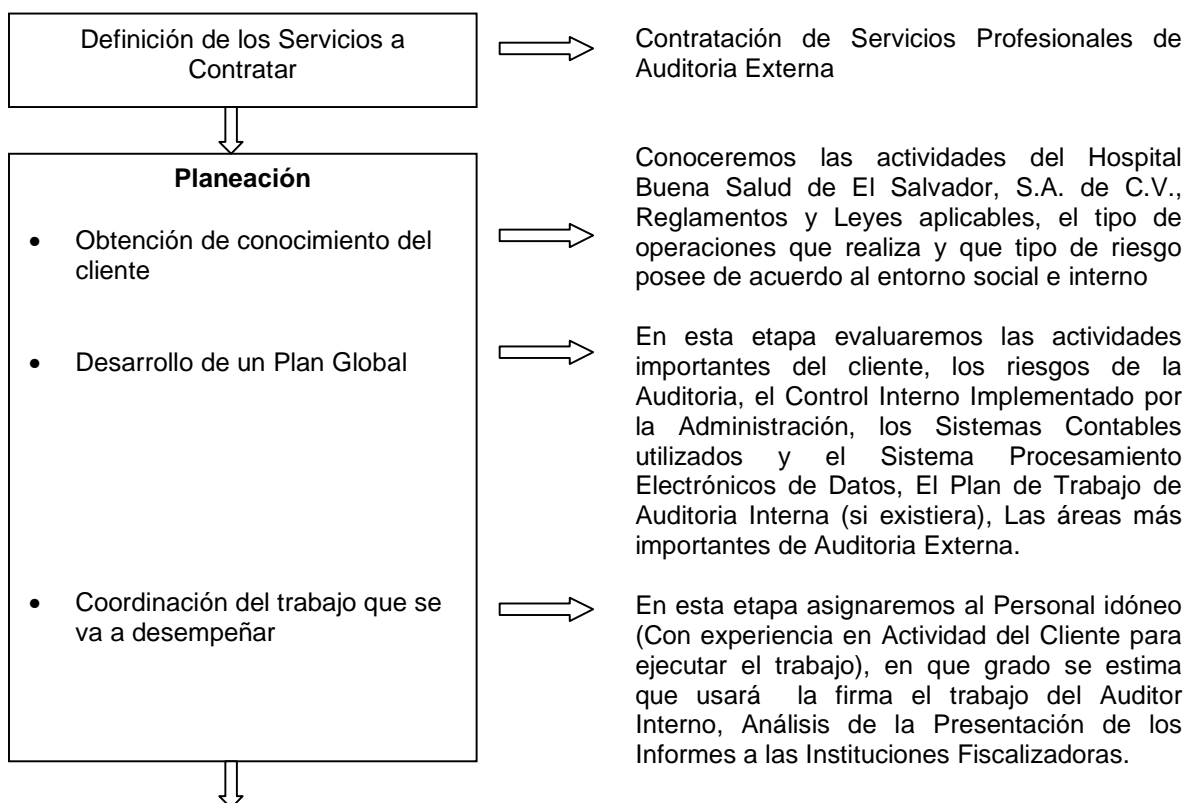 Definición de los Servicios a
Contratar
Contratación de Servicios Profesionales de
Auditoria Externa
Planeación
• Obtención de conocimiento del
cliente
Conoceremos las actividades del Hospital
Buena Salud de El Salvador, S.A. de C.V.,
Reglamentos y Leyes aplicables, el tipo de
operaciones que realiza y que tipo de riesgo
posee de acuerdo al entorno social e interno
• Desarrollo de un Plan Global
En esta etapa evaluaremos las actividades
importantes del cliente, los riesgos de la
Auditoria, el Control Interno Implementado por
la Administración, los Sistemas Contables
utilizados y el Sistema Procesamiento
Electrónicos de Datos, El Plan de Trabajo de
Auditoria Interna (si existiera), Las áreas más
importantes de Auditoria Externa.
• Coordinación del trabajo que se
va a desempeñar
En esta etapa asignaremos al Personal idóneo
(Con experiencia en Actividad del Cliente para
ejecutar el trabajo), en que grado se estima
que usará la firma el trabajo del Auditor
Interno, Análisis de la Presentación de los
Informes a las Instituciones Fiscalizadoras.